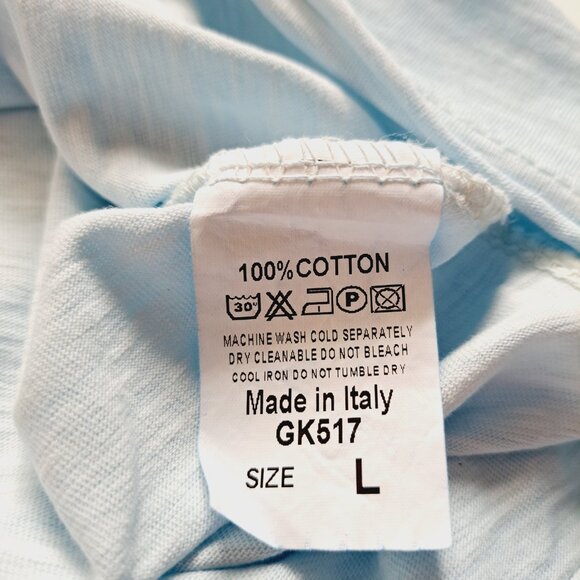 100% COTTON
30° P
MACHINE WASH COLD SEPARATELY
DRY CLEANABLE DO NOT BLEACH
COOL IRON DO NOT TUMBLE DRY
Made in Italy
GK517
SIZE L